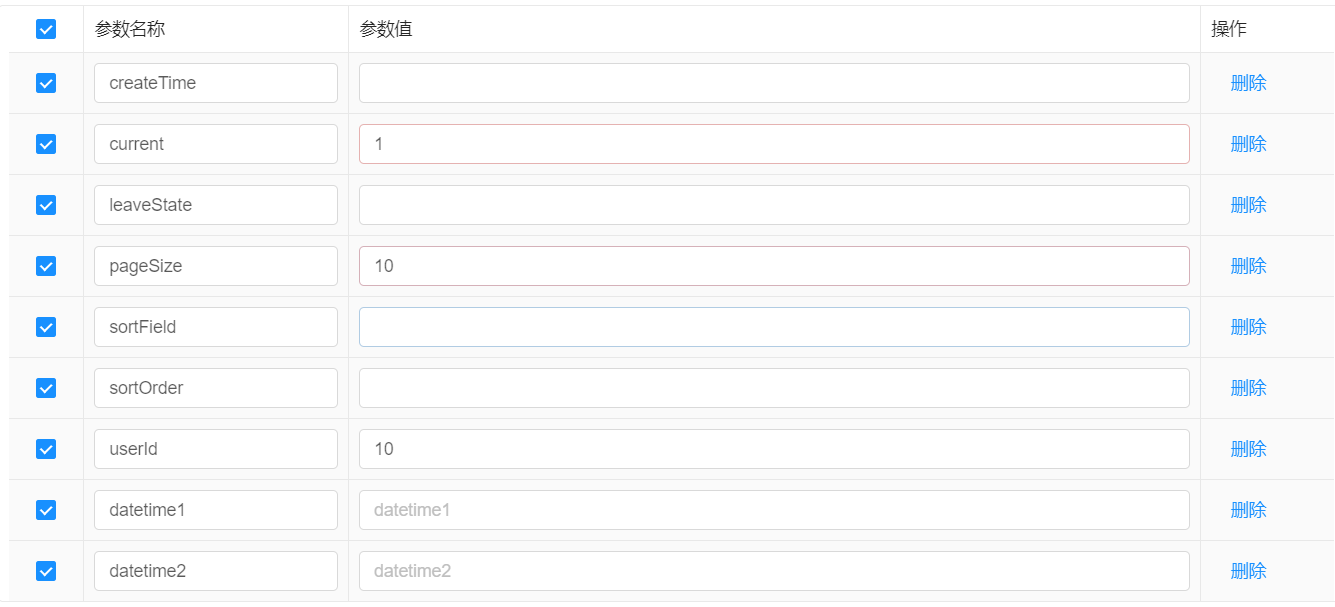 参数名称 参数值 操作
createTime 删除
current 1 删除
leaveState 删除
pageSize 10 删除
sortField 删除
sortOrder 删除
userId 10 删除
datetime1 datetime1 删除
datetime2 datetime2 删除